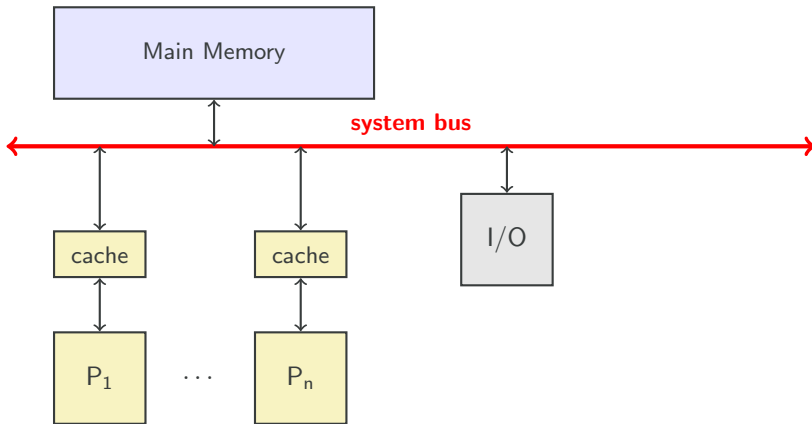 Main Memory
system bus
I/O
cache
cache
P₁
...
Pₙ